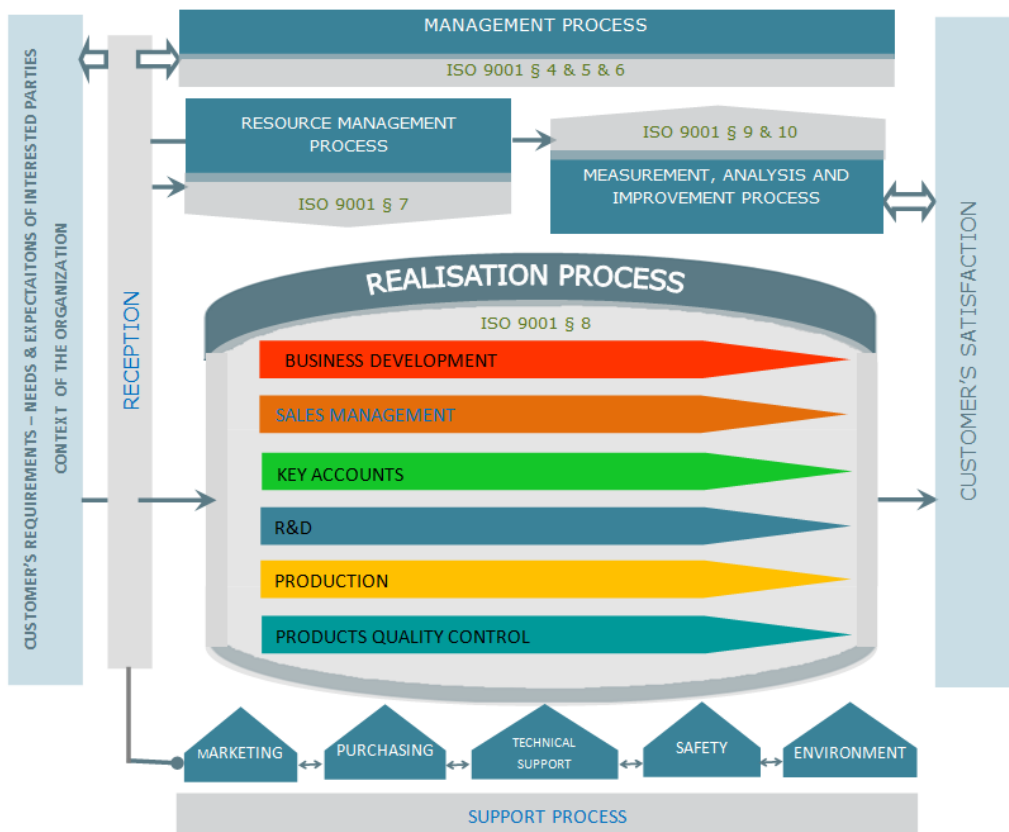 MANAGEMENT PROCESS
ISO 9001 § 4 & 5 & 6
CUSTOMER'S REQUIREMENTS – NEEDS & EXPECTAITONS OF INTERESTED PARTIES
CONTEXT OF THE ORGANIZATION
RECEPTION
RESOURCE MANAGEMENT
PROCESS
ISO 9001 § 7
ISO 9001 § 9 & 10
MEASUREMENT, ANALYSIS AND
IMPROVEMENT PROCESS
REALISATION PROCESS
ISO 9001 § 8
BUSINESS DEVELOPMENT
SALES MANAGEMENT
KEY ACCOUNTS
R&D
PRODUCTION
PRODUCTS QUALITY CONTROL
CUSTOMER'S SATISFACTION
MARKETING
PURCHASING
TECHNICAL
SUPPORT
SAFETY
ENVIRONMENT
SUPPORT PROCESS